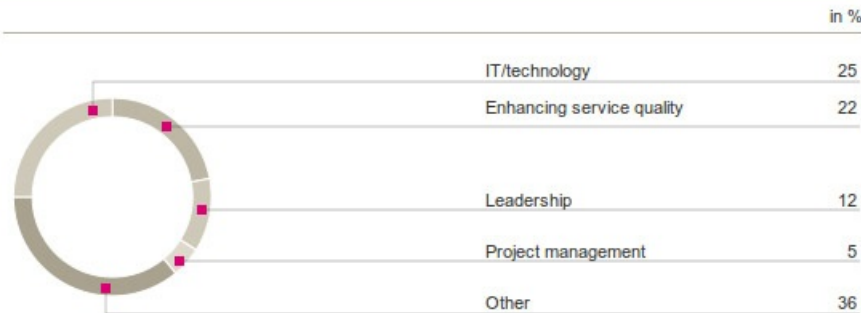 in %
IT/technology 25
Enhancing service quality 22
Leadership 12
Project management 5
Other 36